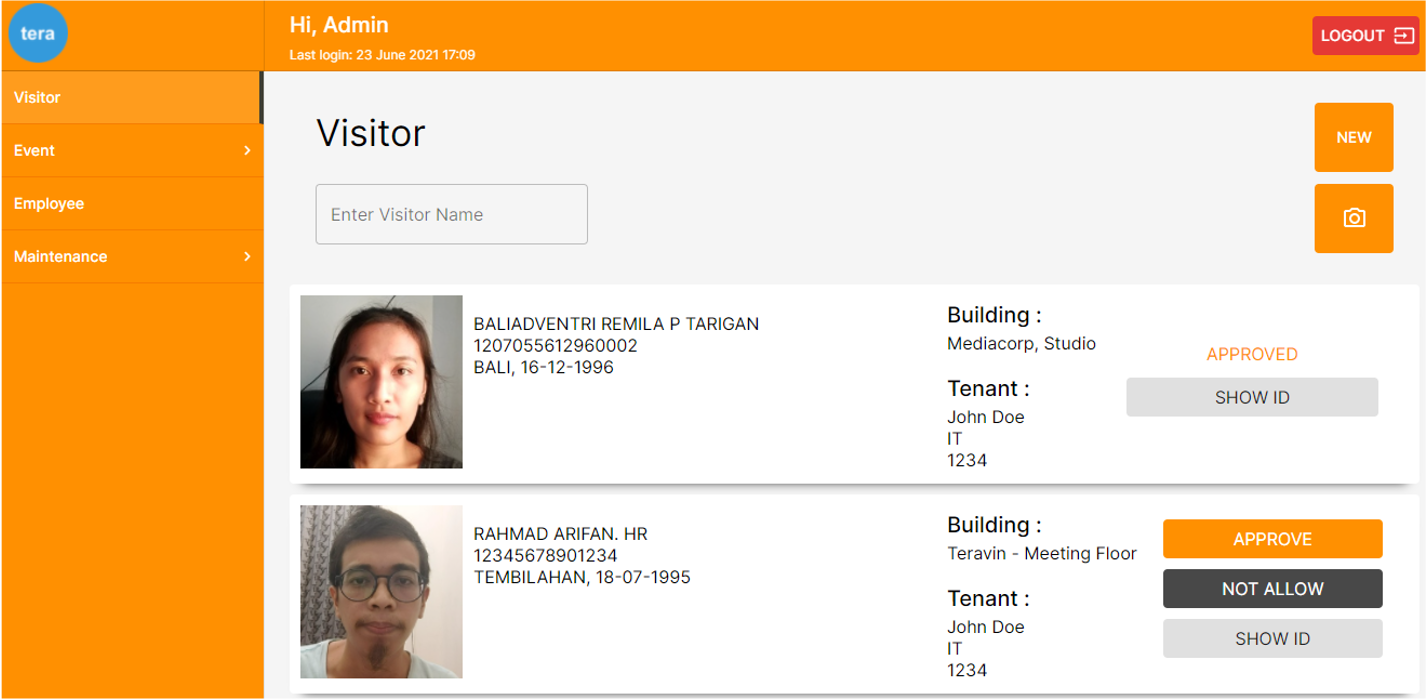 tera
Hi, Admin
Last login: 23 June 2021 17:09
LOGOUT
Visitor
Event
Employee
Maintenance
Visitor
NEW
Enter Visitor Name
BALIADVENTRI REMILA P TARIGAN
1207055612960002
BALI, 16-12-1996
Building :
Mediacorp, Studio
Tenant :
John Doe
IT
1234
APPROVED
SHOW ID
RAHMAD ARIFAN. HR
12345678901234
TEMBILAHAN, 18-07-1995
Building :
Teravin - Meeting Floor
Tenant :
John Doe
IT
1234
APPROVE
NOT ALLOW
SHOW ID